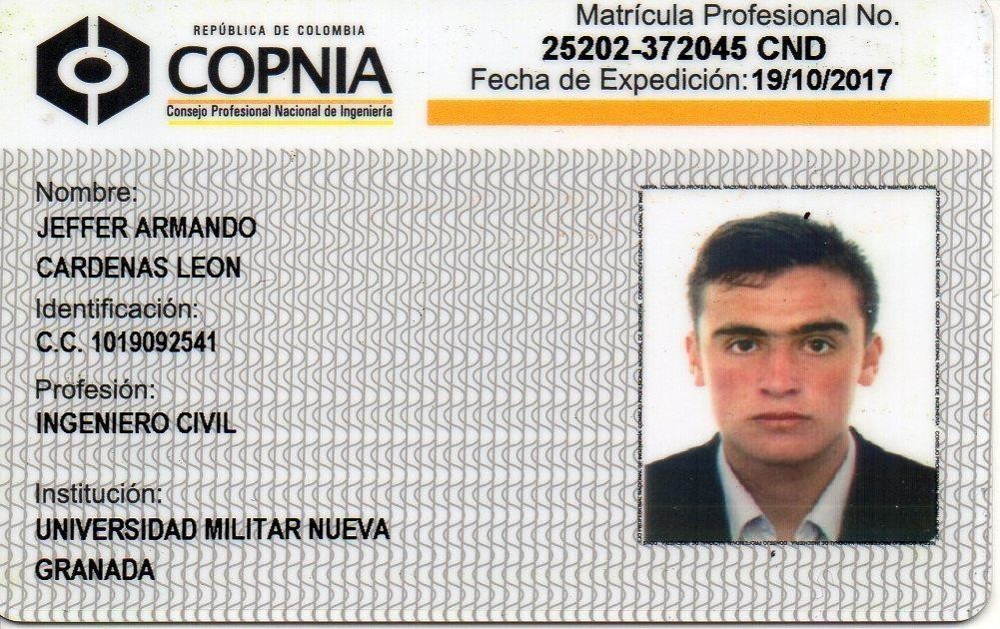 REPÚBLICA DE COLOMBIA
COPNIA
Consejo Profesional Nacional de Ingeniería
Matrícula Profesional No.
25202-372045 CND
Fecha de Expedición: 19/10/2017
Nombre:
JEFFER ARMANDO
CARDENAS LEON
Identificación:
C.C. 1019092541
Profesión:
INGENIERO CIVIL
Institución:
UNIVERSIDAD MILITAR NUEVA
GRANADA